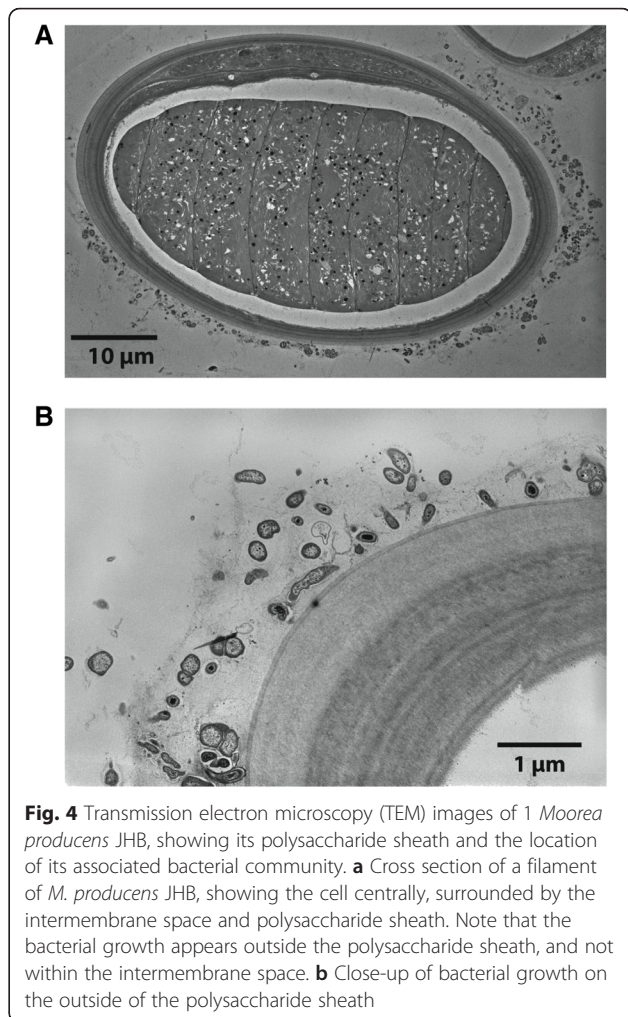 A
10 µm
B
1 µm
Fig. 4 Transmission electron microscopy (TEM) images of 1 Moorea
producens JHB, showing its polysaccharide sheath and the location
of its associated bacterial community. a Cross section of a filament
of M. producens JHB, showing the cell centrally, surrounded by the
intermembrane space and polysaccharide sheath. Note that the
bacterial growth appears outside the polysaccharide sheath, and not
within the intermembrane space. b Close-up of bacterial growth on
the outside of the polysaccharide sheath